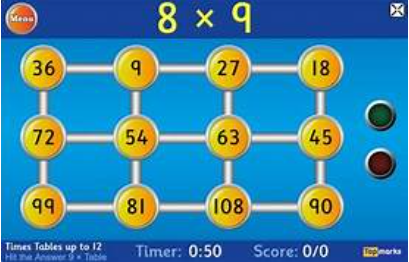 8 × 9
Menu
36 9 27 18
72 54 63 45
99 81 108 90
Times Tables up to 12
Hit the Answer 9 × Table
Timer: 0:50
Score: 0/0
Topmarks